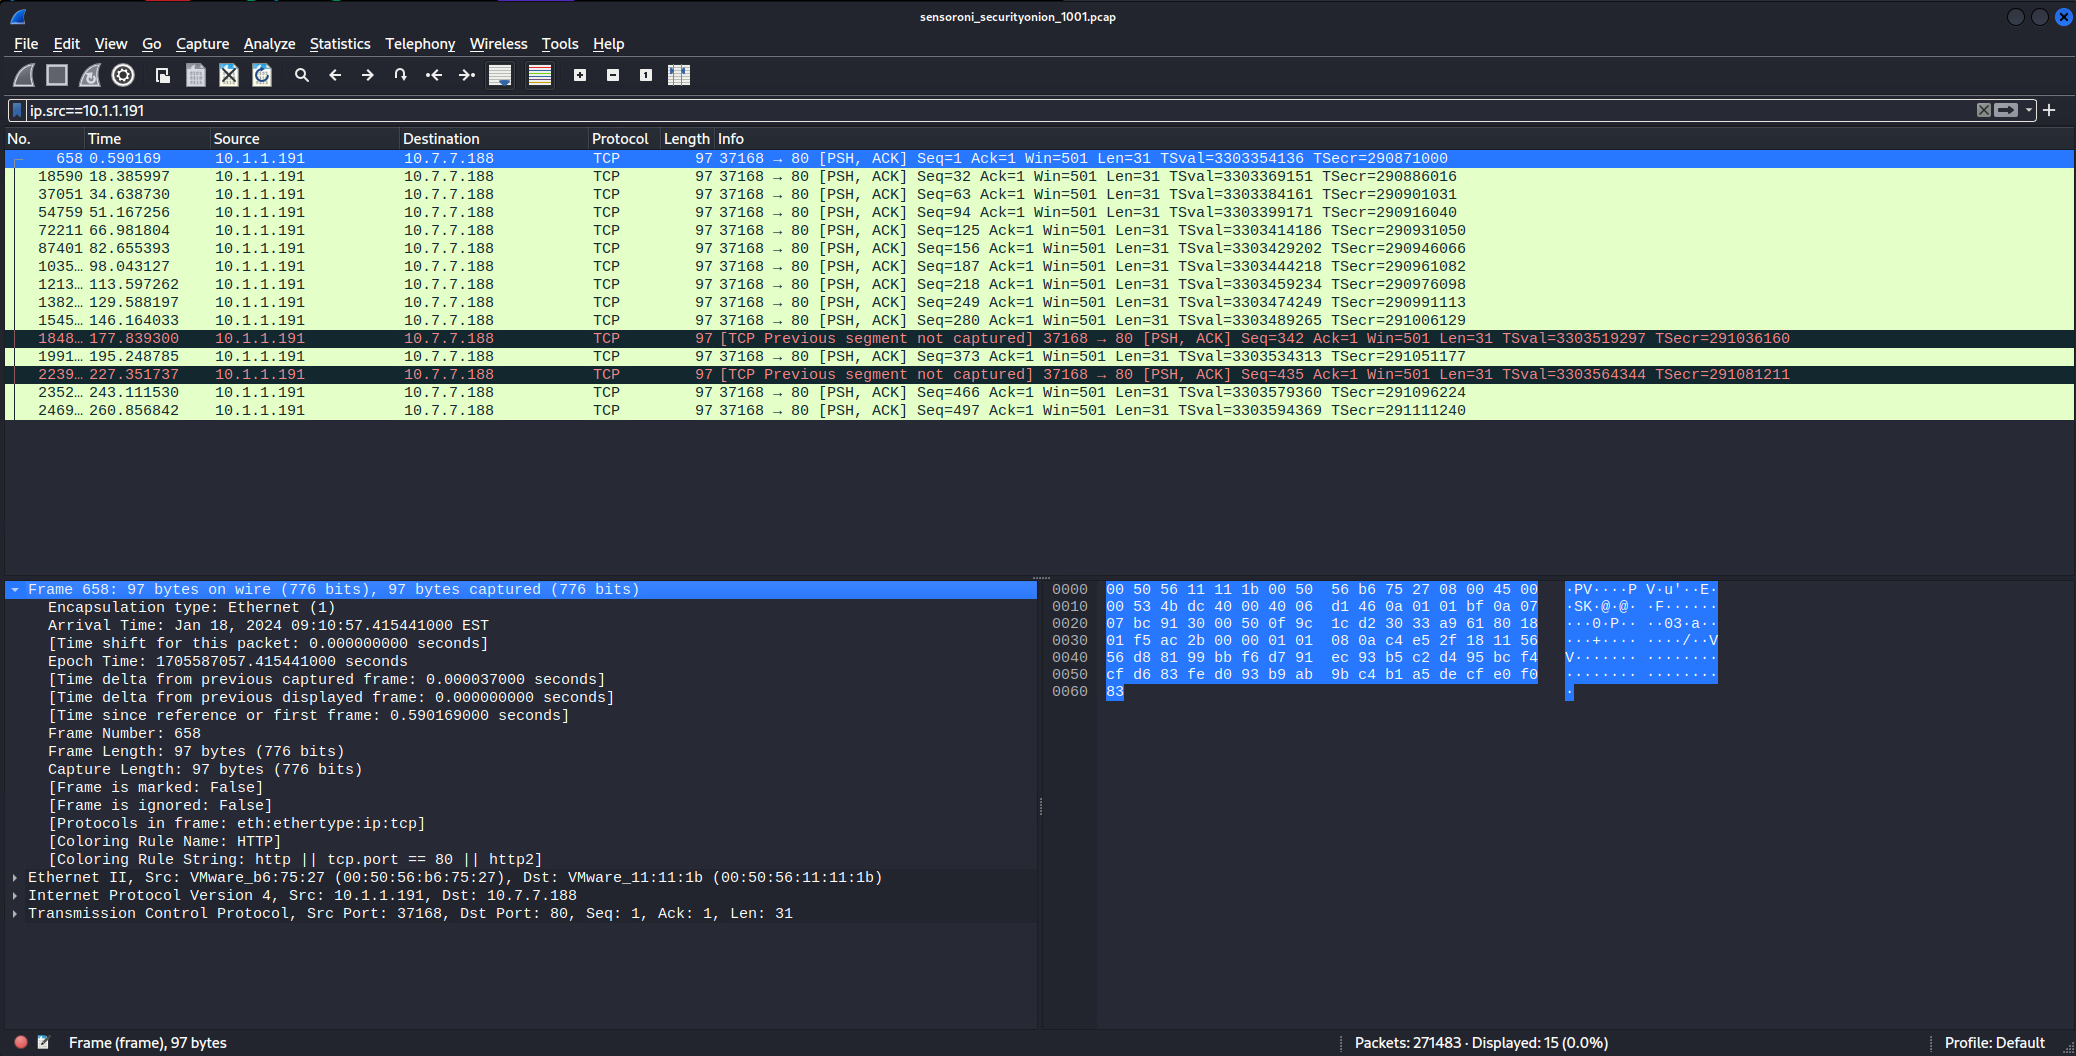 sensoroni_securityonion_1001.pcap
File Edit View Go Capture Analyze Statistics Telephony Wireless Tools Help
ip.src==10.1.1.191
No. Time Source Destination Protocol Length Info
658 0.590169 10.1.1.191 10.7.7.188 TCP 97 37168 → 80 [PSH, ACK] Seq=1 Ack=1 Win=501 Len=31 TSval=3303354136 TSecr=290871000
18590 18.385997 10.1.1.191 10.7.7.188 TCP 97 37168 → 80 [PSH, ACK] Seq=32 Ack=1 Win=501 Len=31 TSval=3303369151 TSecr=290886016
37051 34.638730 10.1.1.191 10.7.7.188 TCP 97 37168 → 80 [PSH, ACK] Seq=63 Ack=1 Win=501 Len=31 TSval=3303384161 TSecr=290901031
54759 51.167256 10.1.1.191 10.7.7.188 TCP 97 37168 → 80 [PSH, ACK] Seq=94 Ack=1 Win=501 Len=31 TSval=3303399171 TSecr=290916040
72211 66.981804 10.1.1.191 10.7.7.188 TCP 97 37168 → 80 [PSH, ACK] Seq=125 Ack=1 Win=501 Len=31 TSval=3303414186 TSecr=290931050
87401 82.655393 10.1.1.191 10.7.7.188 TCP 97 37168 → 80 [PSH, ACK] Seq=156 Ack=1 Win=501 Len=31 TSval=3303429202 TSecr=290946066
1035… 98.043127 10.1.1.191 10.7.7.188 TCP 97 37168 → 80 [PSH, ACK] Seq=187 Ack=1 Win=501 Len=31 TSval=3303444218 TSecr=290961082
1213… 113.597262 10.1.1.191 10.7.7.188 TCP 97 37168 → 80 [PSH, ACK] Seq=218 Ack=1 Win=501 Len=31 TSval=3303459234 TSecr=290976098
1382… 129.588197 10.1.1.191 10.7.7.188 TCP 97 37168 → 80 [PSH, ACK] Seq=249 Ack=1 Win=501 Len=31 TSval=3303474249 TSecr=290991113
1545… 146.164033 10.1.1.191 10.7.7.188 TCP 97 37168 → 80 [PSH, ACK] Seq=280 Ack=1 Win=501 Len=31 TSval=3303489265 TSecr=291006129
1848… 177.839300 10.1.1.191 10.7.7.188 TCP 97 [TCP Previous segment not captured] 37168 → 80 [PSH, ACK] Seq=342 Ack=1 Win=501 Len=31 TSval=3303519297 TSecr=291036160
1991… 195.248785 10.1.1.191 10.7.7.188 TCP 97 37168 → 80 [PSH, ACK] Seq=373 Ack=1 Win=501 Len=31 TSval=3303534313 TSecr=291051177
2239… 227.351737 10.1.1.191 10.7.7.188 TCP 97 [TCP Previous segment not captured] 37168 → 80 [PSH, ACK] Seq=435 Ack=1 Win=501 Len=31 TSval=3303564344 TSecr=291081211
2352… 243.111530 10.1.1.191 10.7.7.188 TCP 97 37168 → 80 [PSH, ACK] Seq=466 Ack=1 Win=501 Len=31 TSval=3303579360 TSecr=291096224
2469… 260.856842 10.1.1.191 10.7.7.188 TCP 97 37168 → 80 [PSH, ACK] Seq=497 Ack=1 Win=501 Len=31 TSval=3303594369 TSecr=291111240
Frame 658: 97 bytes on wire (776 bits), 97 bytes captured (776 bits)
Encapsulation type: Ethernet (1)
Arrival Time: Jan 18, 2024 09:10:57.415441000 EST
[Time shift for this packet: 0.000000000 seconds]
Epoch Time: 1705587057.415441000 seconds
[Time delta from previous captured frame: 0.000037000 seconds]
[Time delta from previous displayed frame: 0.000000000 seconds]
[Time since reference or first frame: 0.590169000 seconds]
Frame Number: 658
Frame Length: 97 bytes (776 bits)
Capture Length: 97 bytes (776 bits)
[Frame is marked: False]
[Frame is ignored: False]
[Protocols in frame: eth:ethertype:ip:tcp]
[Coloring Rule Name: HTTP]
[Coloring Rule String: http || tcp.port == 80 || http2]
Ethernet II, Src: VMware_b6:75:27 (00:50:56:b6:75:27), Dst: VMware_11:11:1b (00:50:56:11:11:1b)
Internet Protocol Version 4, Src: 10.1.1.191, Dst: 10.7.7.188
Transmission Control Protocol, Src Port: 37168, Dst Port: 80, Seq: 1, Ack: 1, Len: 31
0000 00 50 56 11 11 1b 00 50 56 b6 75 27 08 00 45 00 ·PV····P V·u'··E·
0010 00 53 4b dc 40 00 40 06 d1 46 0a 01 01 bf 0a 07 ·SK·@·@· ·F······
0020 07 bc 91 30 00 50 0f 9c 1c d2 30 33 a9 61 80 18 ···0·P·· ··03·a··
0030 01 f5 ac 2b 00 00 01 01 08 0a c4 e5 2f 18 11 56 ···+···· ····/··V
0040 56 d8 81 99 bb f6 d7 91 ec 93 b5 c2 d4 95 bc f4 V······· ········
0050 cf d6 83 fe d0 93 b9 ab 9b c4 b1 a5 de cf e0 f0 ········ ········
0060 83 ·
Frame (frame), 97 bytes
Packets: 271483 · Displayed: 15 (0.0%)
Profile: Default